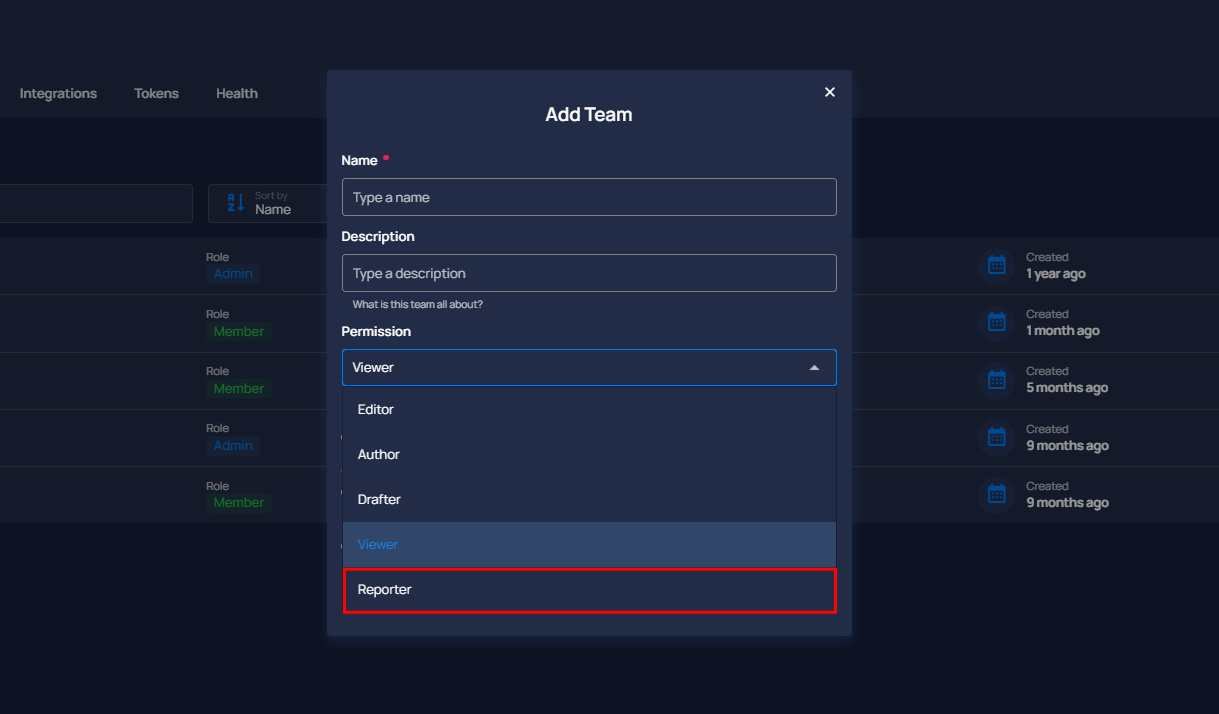 Integrations Tokens Health
Sort by
Name
Role
Admin
Role
Member
Role
Member
Role
Admin
Role
Member
Add Team
Name
Type a name
Description
Type a description
What is this team all about?
Permission
Viewer
Editor
Author
Drafter
Viewer
Reporter
Created
1 year ago
Created
1 month ago
Created
5 months ago
Created
9 months ago
Created
9 months ago